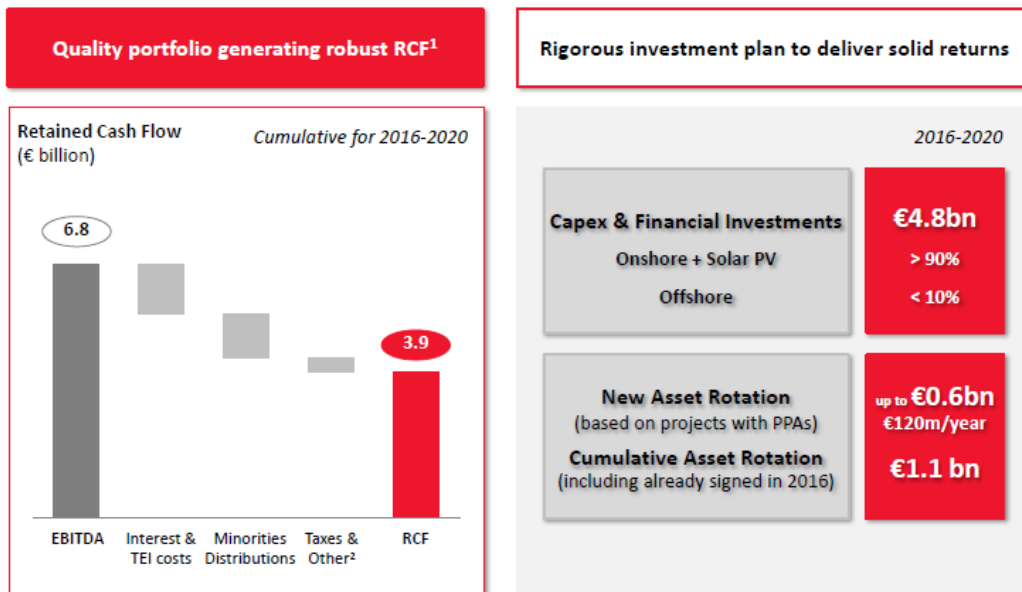 Quality portfolio generating robust RCF¹
Rigorous investment plan to deliver solid returns
Retained Cash Flow
(€ billion)
Cumulative for 2016-2020
6.8
3.9
EBITDA
Interest &
TEI costs
Minorities
Distributions
Taxes &
Other²
RCF
2016-2020
Capex & Financial Investments
€4.8bn
Onshore + Solar PV
> 90%
Offshore
< 10%
New Asset Rotation
(based on projects with PPAs)
up to €0.6bn
€120m/year
Cumulative Asset Rotation
(including already signed in 2016)
€1.1 bn